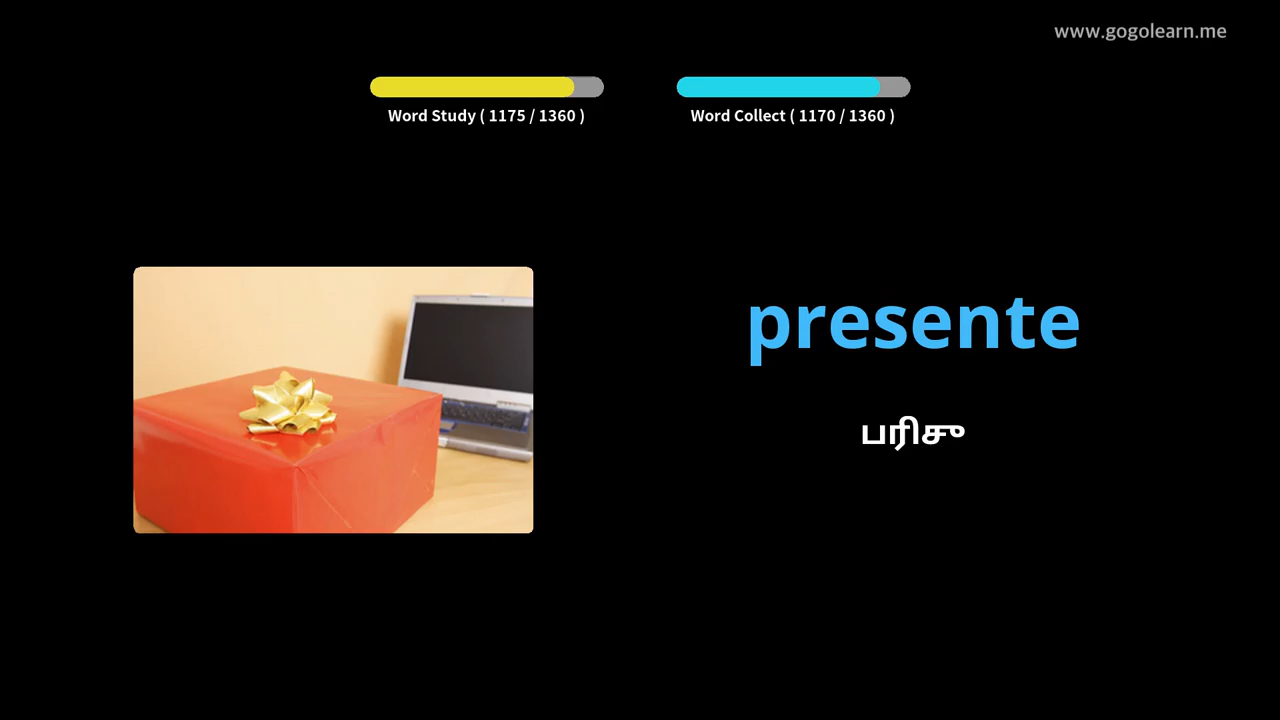 www.gogolearn.me
Word Study ( 1175 / 1360 )
Word Collect ( 1170 / 1360 )
presente
பரிசு